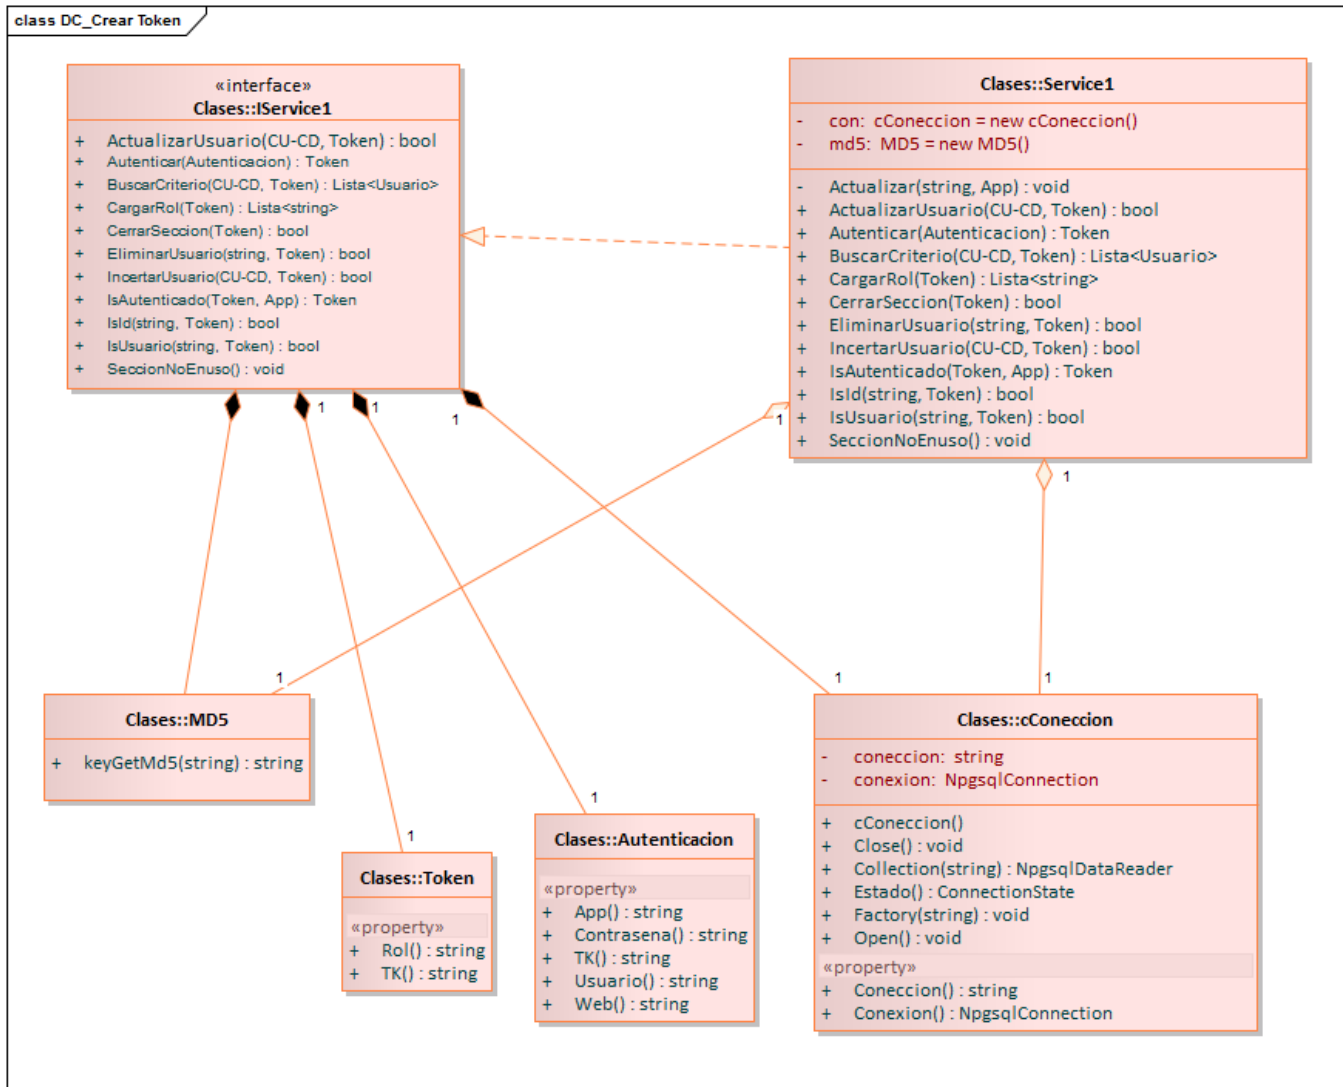 class DC_Crear Token
«interface»
Clases::IService1
+ ActualizarUsuario(CU-CD, Token) : bool
+ Autenticar(Autenticacion) : Token
+ BuscarCriterio(CU-CD, Token) : Lista<Usuario>
+ CargarRol(Token) : Lista<string>
+ CerrarSeccion(Token) : bool
+ EliminarUsuario(string, Token) : bool
+ IncertarUsuario(CU-CD, Token) : bool
+ IsAutenticado(Token, App) : Token
+ IsId(string, Token) : bool
+ IsUsuario(string, Token) : bool
+ SeccionNoEnuso() : void
Clases::Service1
- con: cConeccion = new cConeccion()
- md5: MD5 = new MD5()
- Actualizar(string, App) : void
+ ActualizarUsuario(CU-CD, Token) : bool
+ Autenticar(Autenticacion) : Token
+ BuscarCriterio(CU-CD, Token) : Lista<Usuario>
+ CargarRol(Token) : Lista<string>
+ CerrarSeccion(Token) : bool
+ EliminarUsuario(string, Token) : bool
+ IncertarUsuario(CU-CD, Token) : bool
+ IsAutenticado(Token, App) : Token
+ IsId(string, Token) : bool
+ IsUsuario(string, Token) : bool
+ SeccionNoEnuso() : void
1
1
1
1
1
1
1
1
1
1
Clases::MD5
+ keyGetMd5(string) : string
Clases::Token
«property»
+ Rol() : string
+ TK() : string
Clases::Autenticacion
«property»
+ App() : string
+ Contrasena() : string
+ TK() : string
+ Usuario() : string
+ Web() : string
Clases::cConeccion
- coneccion: string
- conexion: NpgsqlConnection
+ cConeccion()
+ Close() : void
+ Collection(string) : NpgsqlDataReader
+ Estado() : ConnectionState
+ Factory(string) : void
+ Open() : void
«property»
+ Coneccion() : string
+ Conexion() : NpgsqlConnection